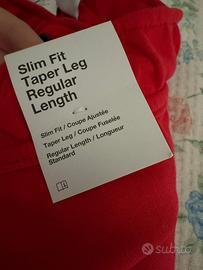 Slim Fit
Taper Leg
Regular
Length
Slim Fit / Coupe Ajustée
Taper Leg / Coupe Fuselée
Regular Length / Longueur
Standard
subito